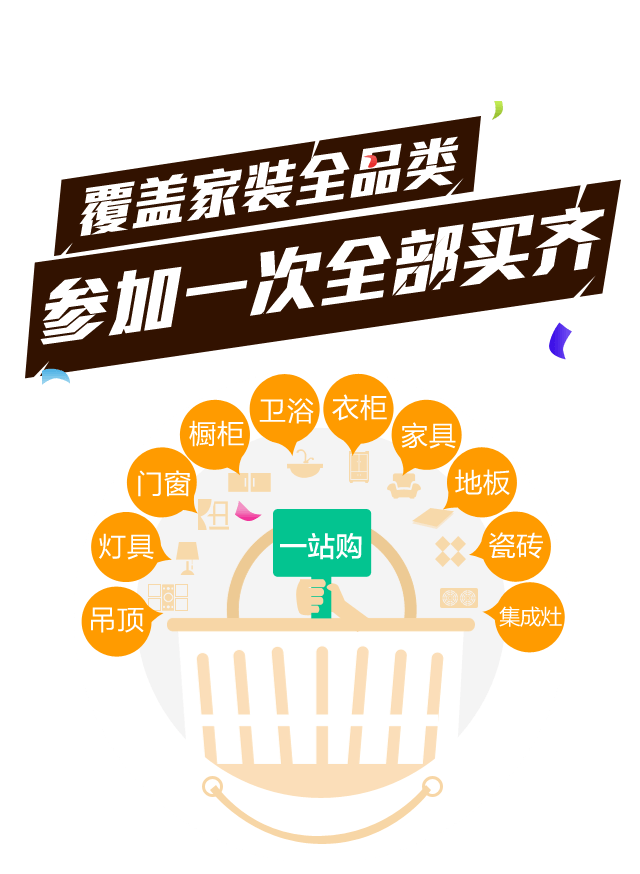 覆盖家装全品类
参加一次全部买齐
卫浴
衣柜
橱柜
家具
门窗
地板
灯具
瓷砖
一站购
吊顶
集成灶